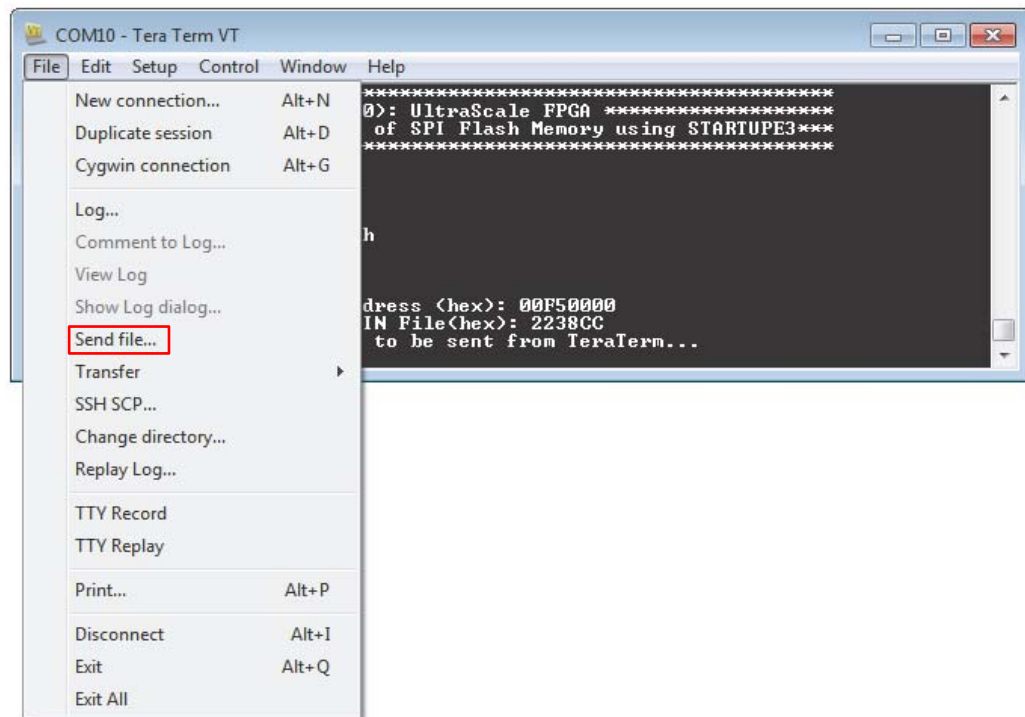 COM10 - Tera Term VT
File Edit Setup Control Window Help
New connection... Alt+N
Duplicate session Alt+D
Cygwin connection Alt+G
Log...
Comment to Log...
View Log
Show Log dialog...
Send file...
Transfer
SSH SCP...
Change directory...
Replay Log...
TTY Record
TTY Replay
Print... Alt+P
Disconnect Alt+I
Exit Alt+Q
Exit All
****************************************
0): UltraScale FPGA *******************
of SPI Flash Memory using STARTUPE3***
****************************************
h
dress (hex): 00F50000
IN File(hex): 2238CC
to be sent from TeraTerm...